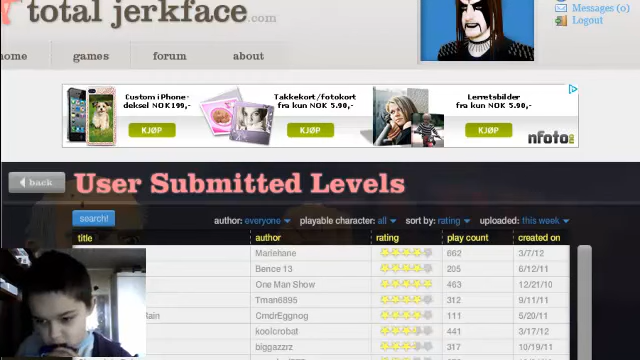 total jerkface.com
Messages (0)
Logout
home games forum about
Custom iPhone-
deksel NOK 199,-
KJØP
Takkekort/fotokort
fra kun NOK 5.90,-
KJØP
Lerretsbilder
fra kun NOK 5.90,-
KJØP
nfoto
back
User Submitted Levels
search!
author: everyone playable character: all sort by: rating uploaded: this week
title author rating play count created on
Mariehane 662 3/7/12
Bence 13 205 6/12/11
One Man Show 463 12/21/10
Tman6895 312 9/11/11
Rain CmdrEggnog 111 5/20/11
koolcrobat 441 3/17/12
biggazzrz 317 10/19/11